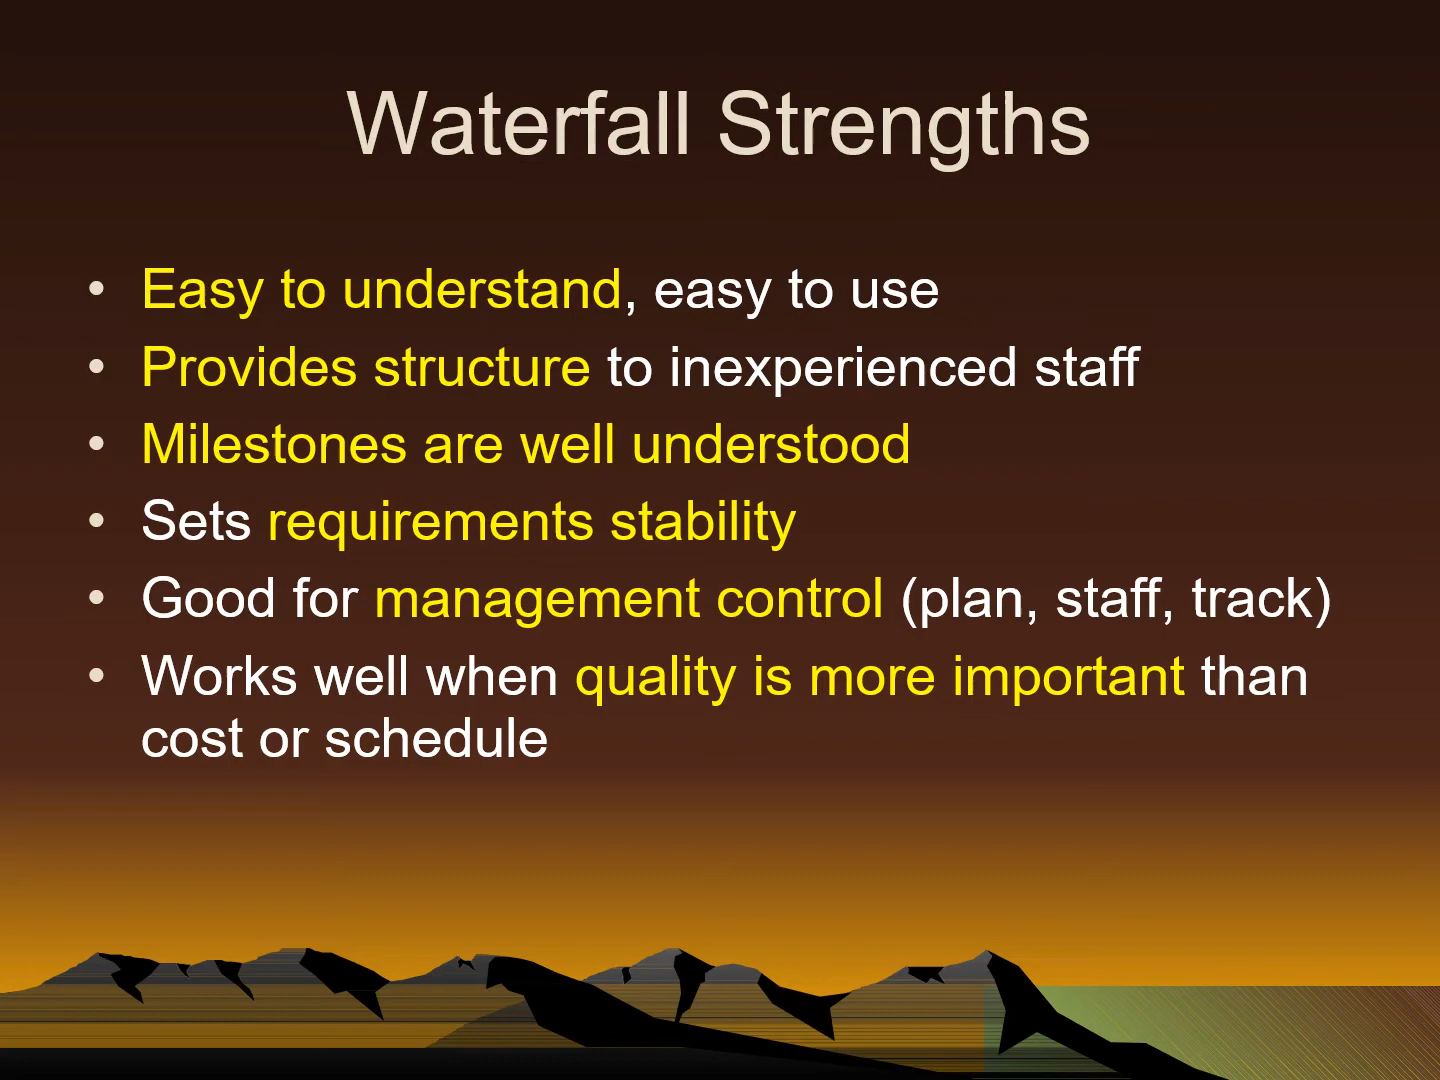 Waterfall Strengths
• Easy to understand, easy to use
• Provides structure to inexperienced staff
• Milestones are well understood
• Sets requirements stability
• Good for management control (plan, staff, track)
• Works well when quality is more important than
cost or schedule